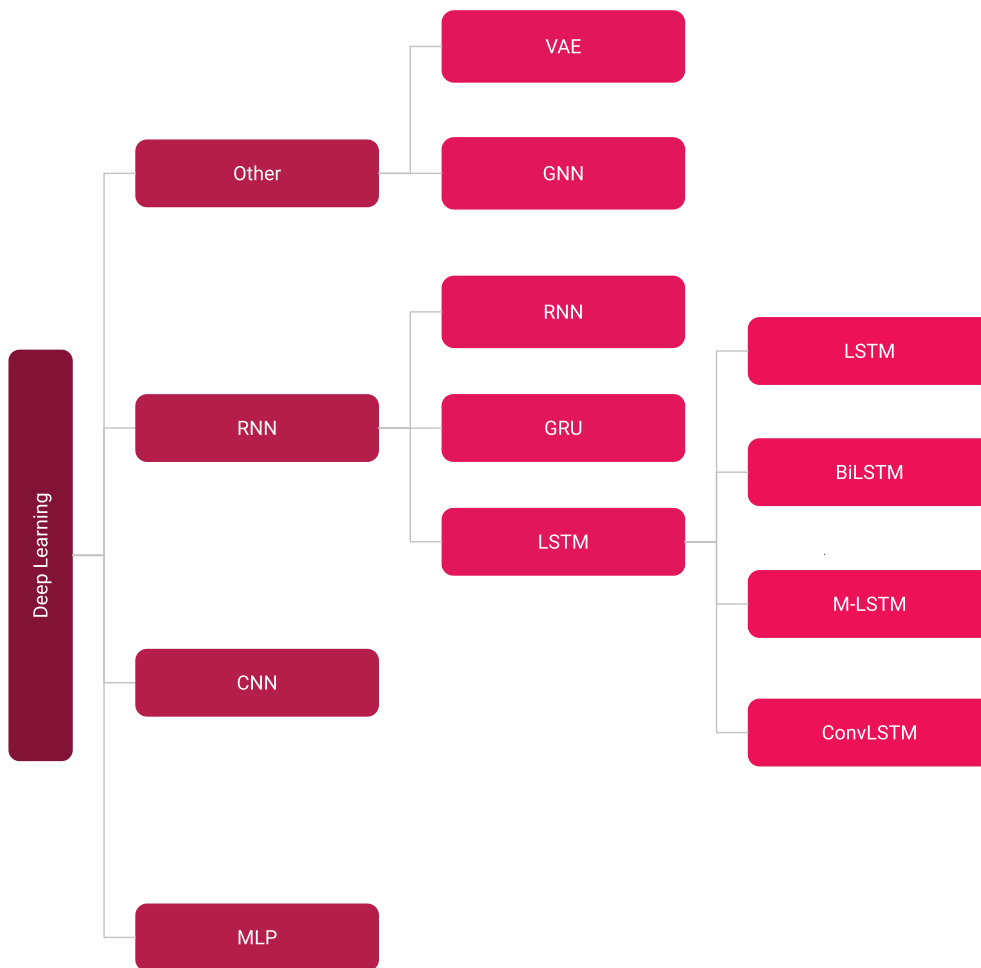 Deep Learning
Other
VAE
GNN
RNN
RNN
GRU
LSTM
LSTM
BiLSTM
M-LSTM
ConvLSTM
CNN
MLP